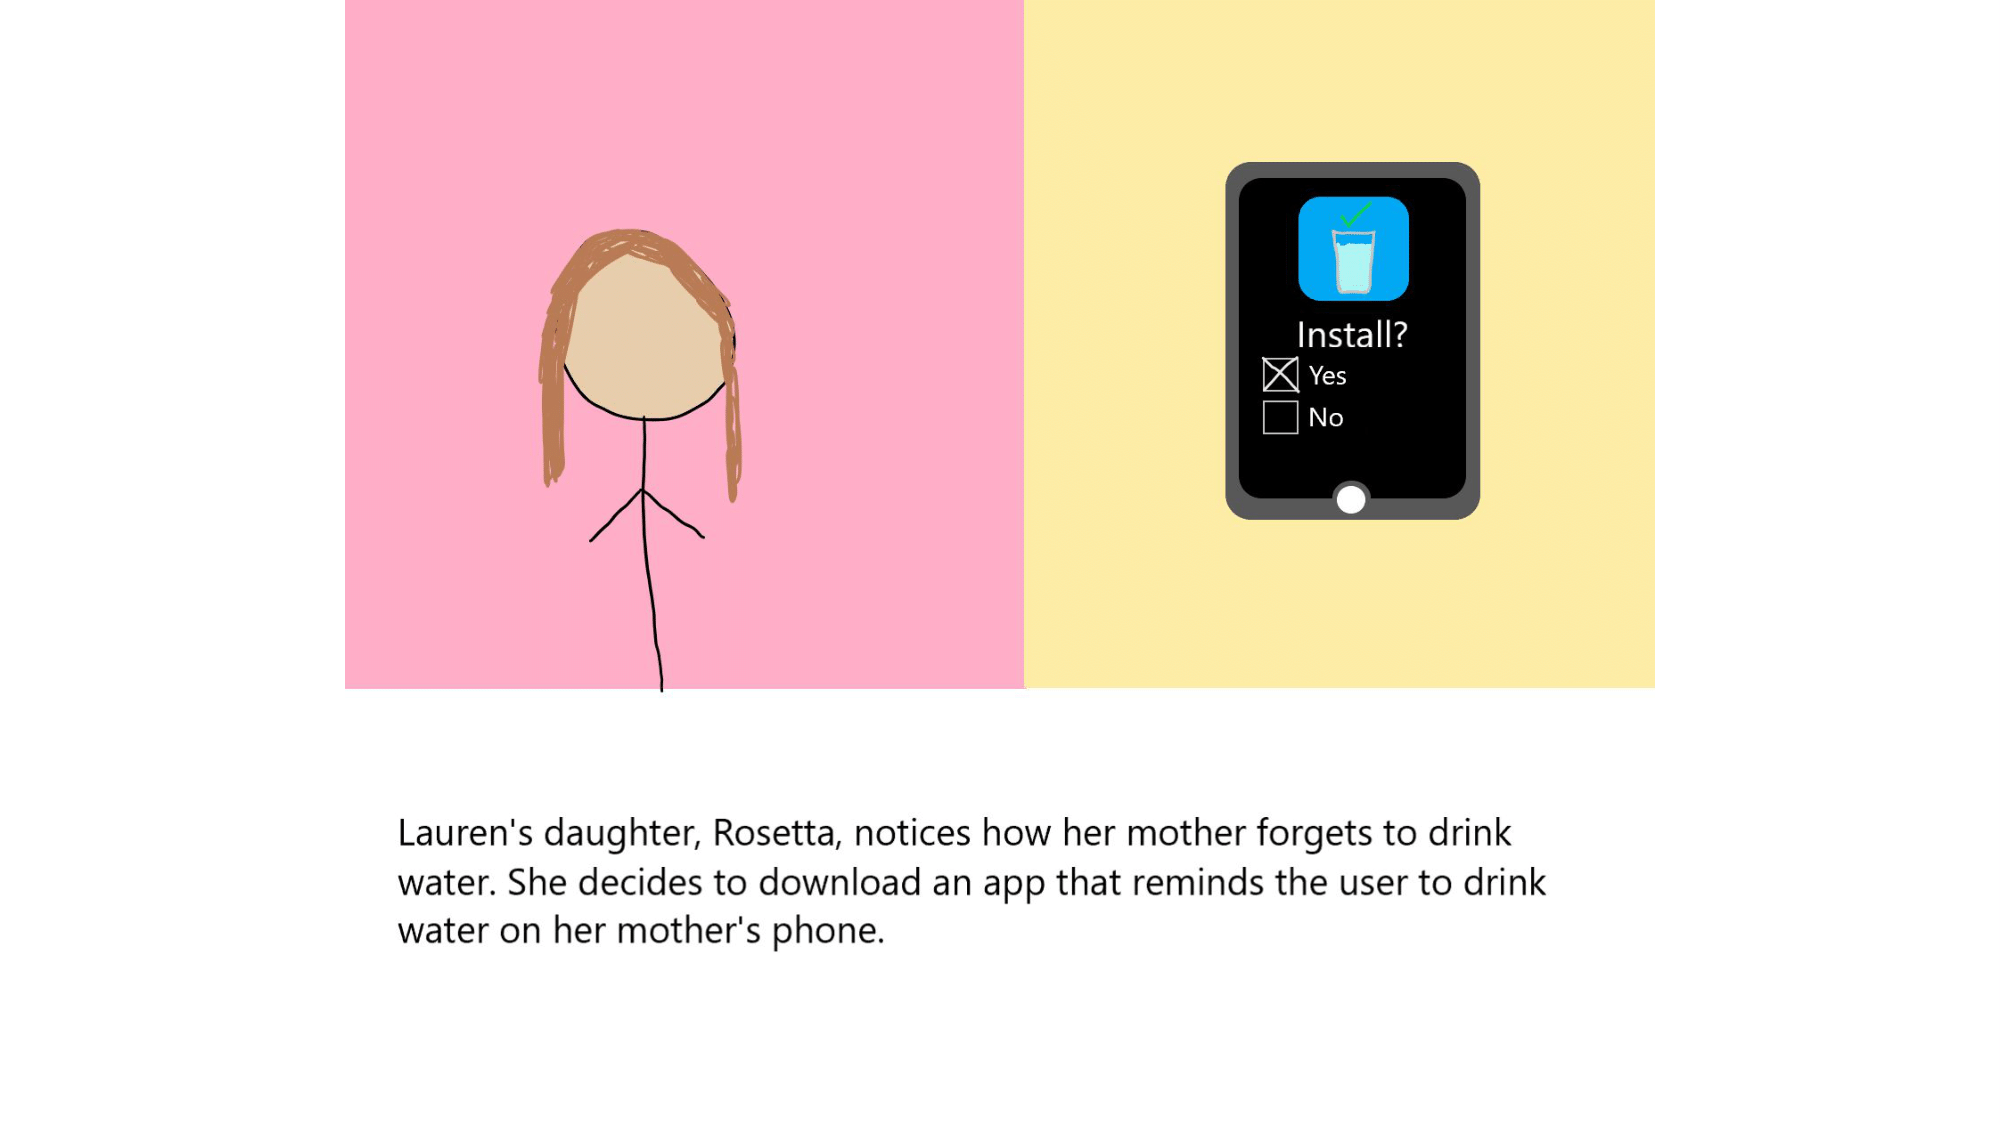 Install?
Yes
No
Lauren's daughter, Rosetta, notices how her mother forgets to drink
water. She decides to download an app that reminds the user to drink
water on her mother's phone.